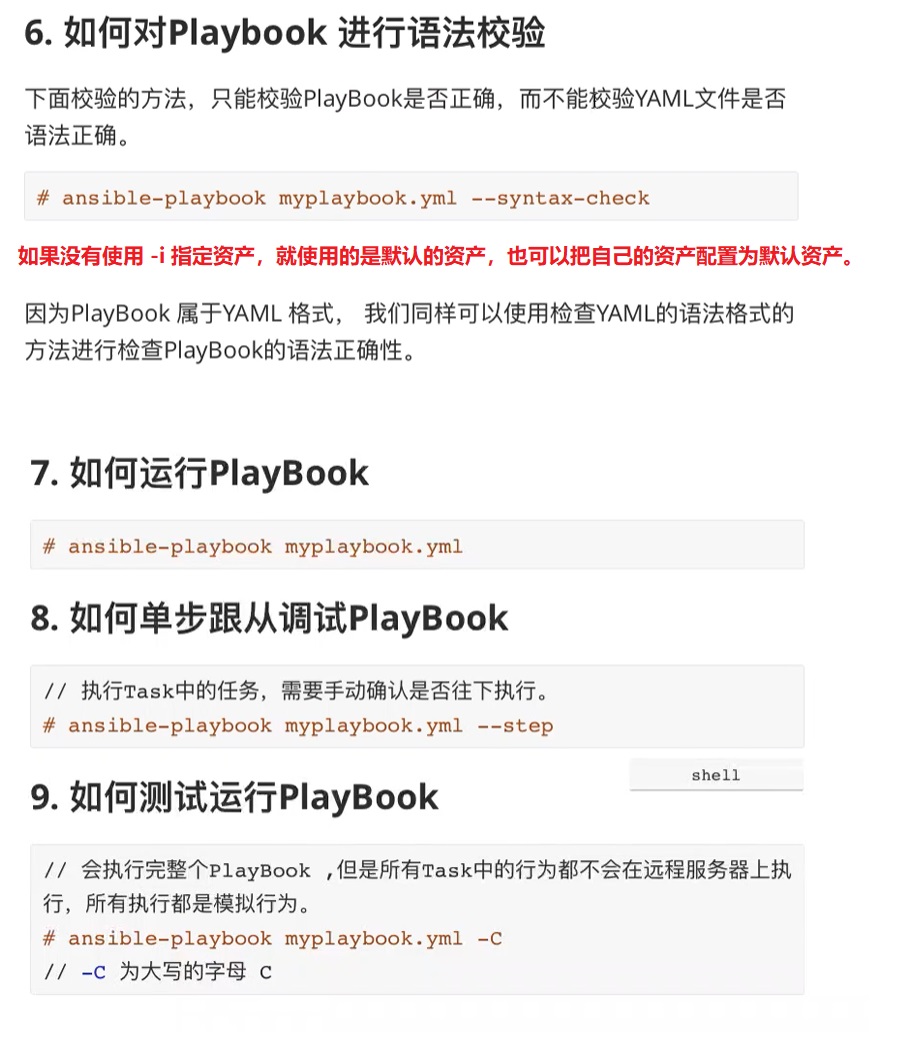 6. 如何对Playbook 进行语法校验
下面校验的方法，只能校验PlayBook是否正确，而不能校验YAML文件是否
语法正确。
# ansible-playbook myplaybook.yml --syntax-check
如果没有使用 -i 指定资产，就使用的是默认的资产，也可以把自己的资产配置为默认资产。
因为PlayBook 属于YAML 格式， 我们同样可以使用检查YAML的语法格式的
方法进行检查PlayBook的语法正确性。
7. 如何运行PlayBook
# ansible-playbook myplaybook.yml
8. 如何单步跟从调试PlayBook
// 执行Task中的任务，需要手动确认是否往下执行。
# ansible-playbook myplaybook.yml --step
shell
9. 如何测试运行PlayBook
// 会执行完整个PlayBook ,但是所有Task中的行为都不会在远程服务器上执
行，所有执行都是模拟行为。
# ansible-playbook myplaybook.yml -C
// -C 为大写的字母 C